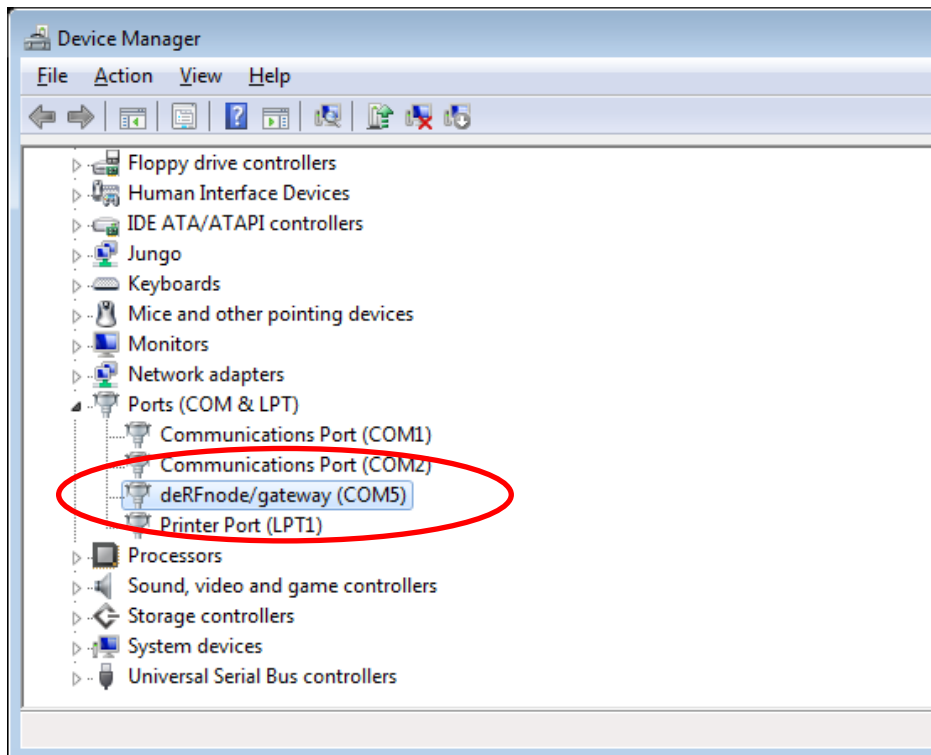 Device Manager
File Action View Help
Floppy drive controllers
Human Interface Devices
IDE ATA/ATAPI controllers
Jungo
Keyboards
Mice and other pointing devices
Monitors
Network adapters
Ports (COM & LPT)
Communications Port (COM1)
Communications Port (COM2)
deRFnode/gateway (COM5)
Printer Port (LPT1)
Processors
Sound, video and game controllers
Storage controllers
System devices
Universal Serial Bus controllers